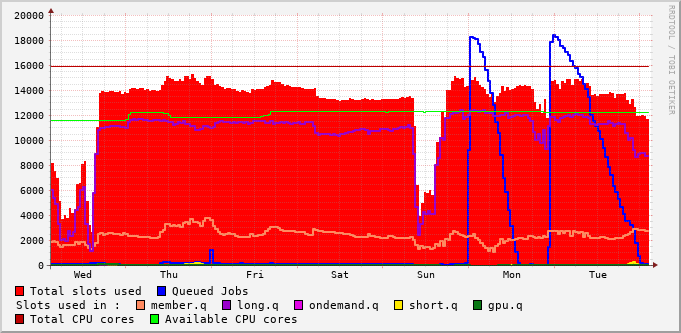 20000
18000
16000
14000
12000
10000
8000
6000
4000
2000
0
Wed Thu Fri Sat Sun Mon Tue
RRDTOOL / TOBI OETIKER
Total slots used Queued Jobs
Slots used in : member.q long.q ondemand.q short.q gpu.q
Total CPU cores Available CPU cores